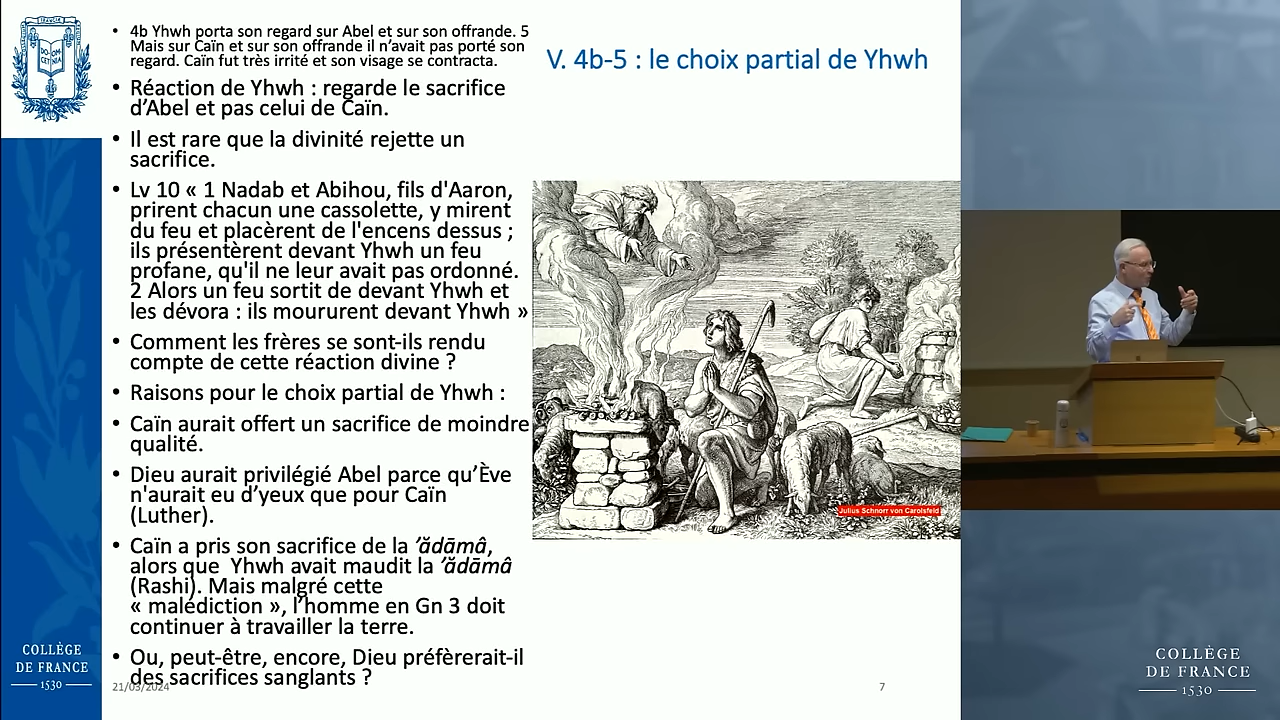 V. 4b-5 : le choix partial de Yhwh
• 4b Yhwh porta son regard sur Abel et sur son offrande. 5
Mais sur Caïn et sur son offrande il n’avait pas porté son
regard. Caïn fut très irrité et son visage se contracta.
• Réaction de Yhwh : regarde le sacrifice
d’Abel et pas celui de Caïn.
• Il est rare que la divinité rejette un
sacrifice.
• Lv 10 « 1 Nadab et Abihou, fils d'Aaron,
prirent chacun une cassolette, y mirent
du feu et placèrent de l'encens dessus ;
ils présentèrent devant Yhwh un feu
profane, qu'il ne leur avait pas ordonné.
2 Alors un feu sortit de devant Yhwh et
les dévora : ils moururent devant Yhwh »
• Comment les frères se sont-ils rendu
compte de cette réaction divine ?
• Raisons pour le choix partial de Yhwh :
• Caïn aurait offert un sacrifice de moindre
qualité.
• Dieu aurait privilégié Abel parce qu’Ève
n'aurait eu d’yeux que pour Caïn
(Luther).
• Caïn a pris son sacrifice de la ’ădāmâ,
alors que  Yhwh avait maudit la ’ădāmâ
(Rashi). Mais malgré cette
« malédiction », l’homme en Gn 3 doit
continuer à travailler la terre.
• Ou, peut-être, encore, Dieu préfèrerait-il
des sacrifices sanglants ?
Julius Schnorr von Carolsfeld
21/03/2024
7
COLLÈGE
DE FRANCE
1530
COLLÈGE
DE FRANCE
1530